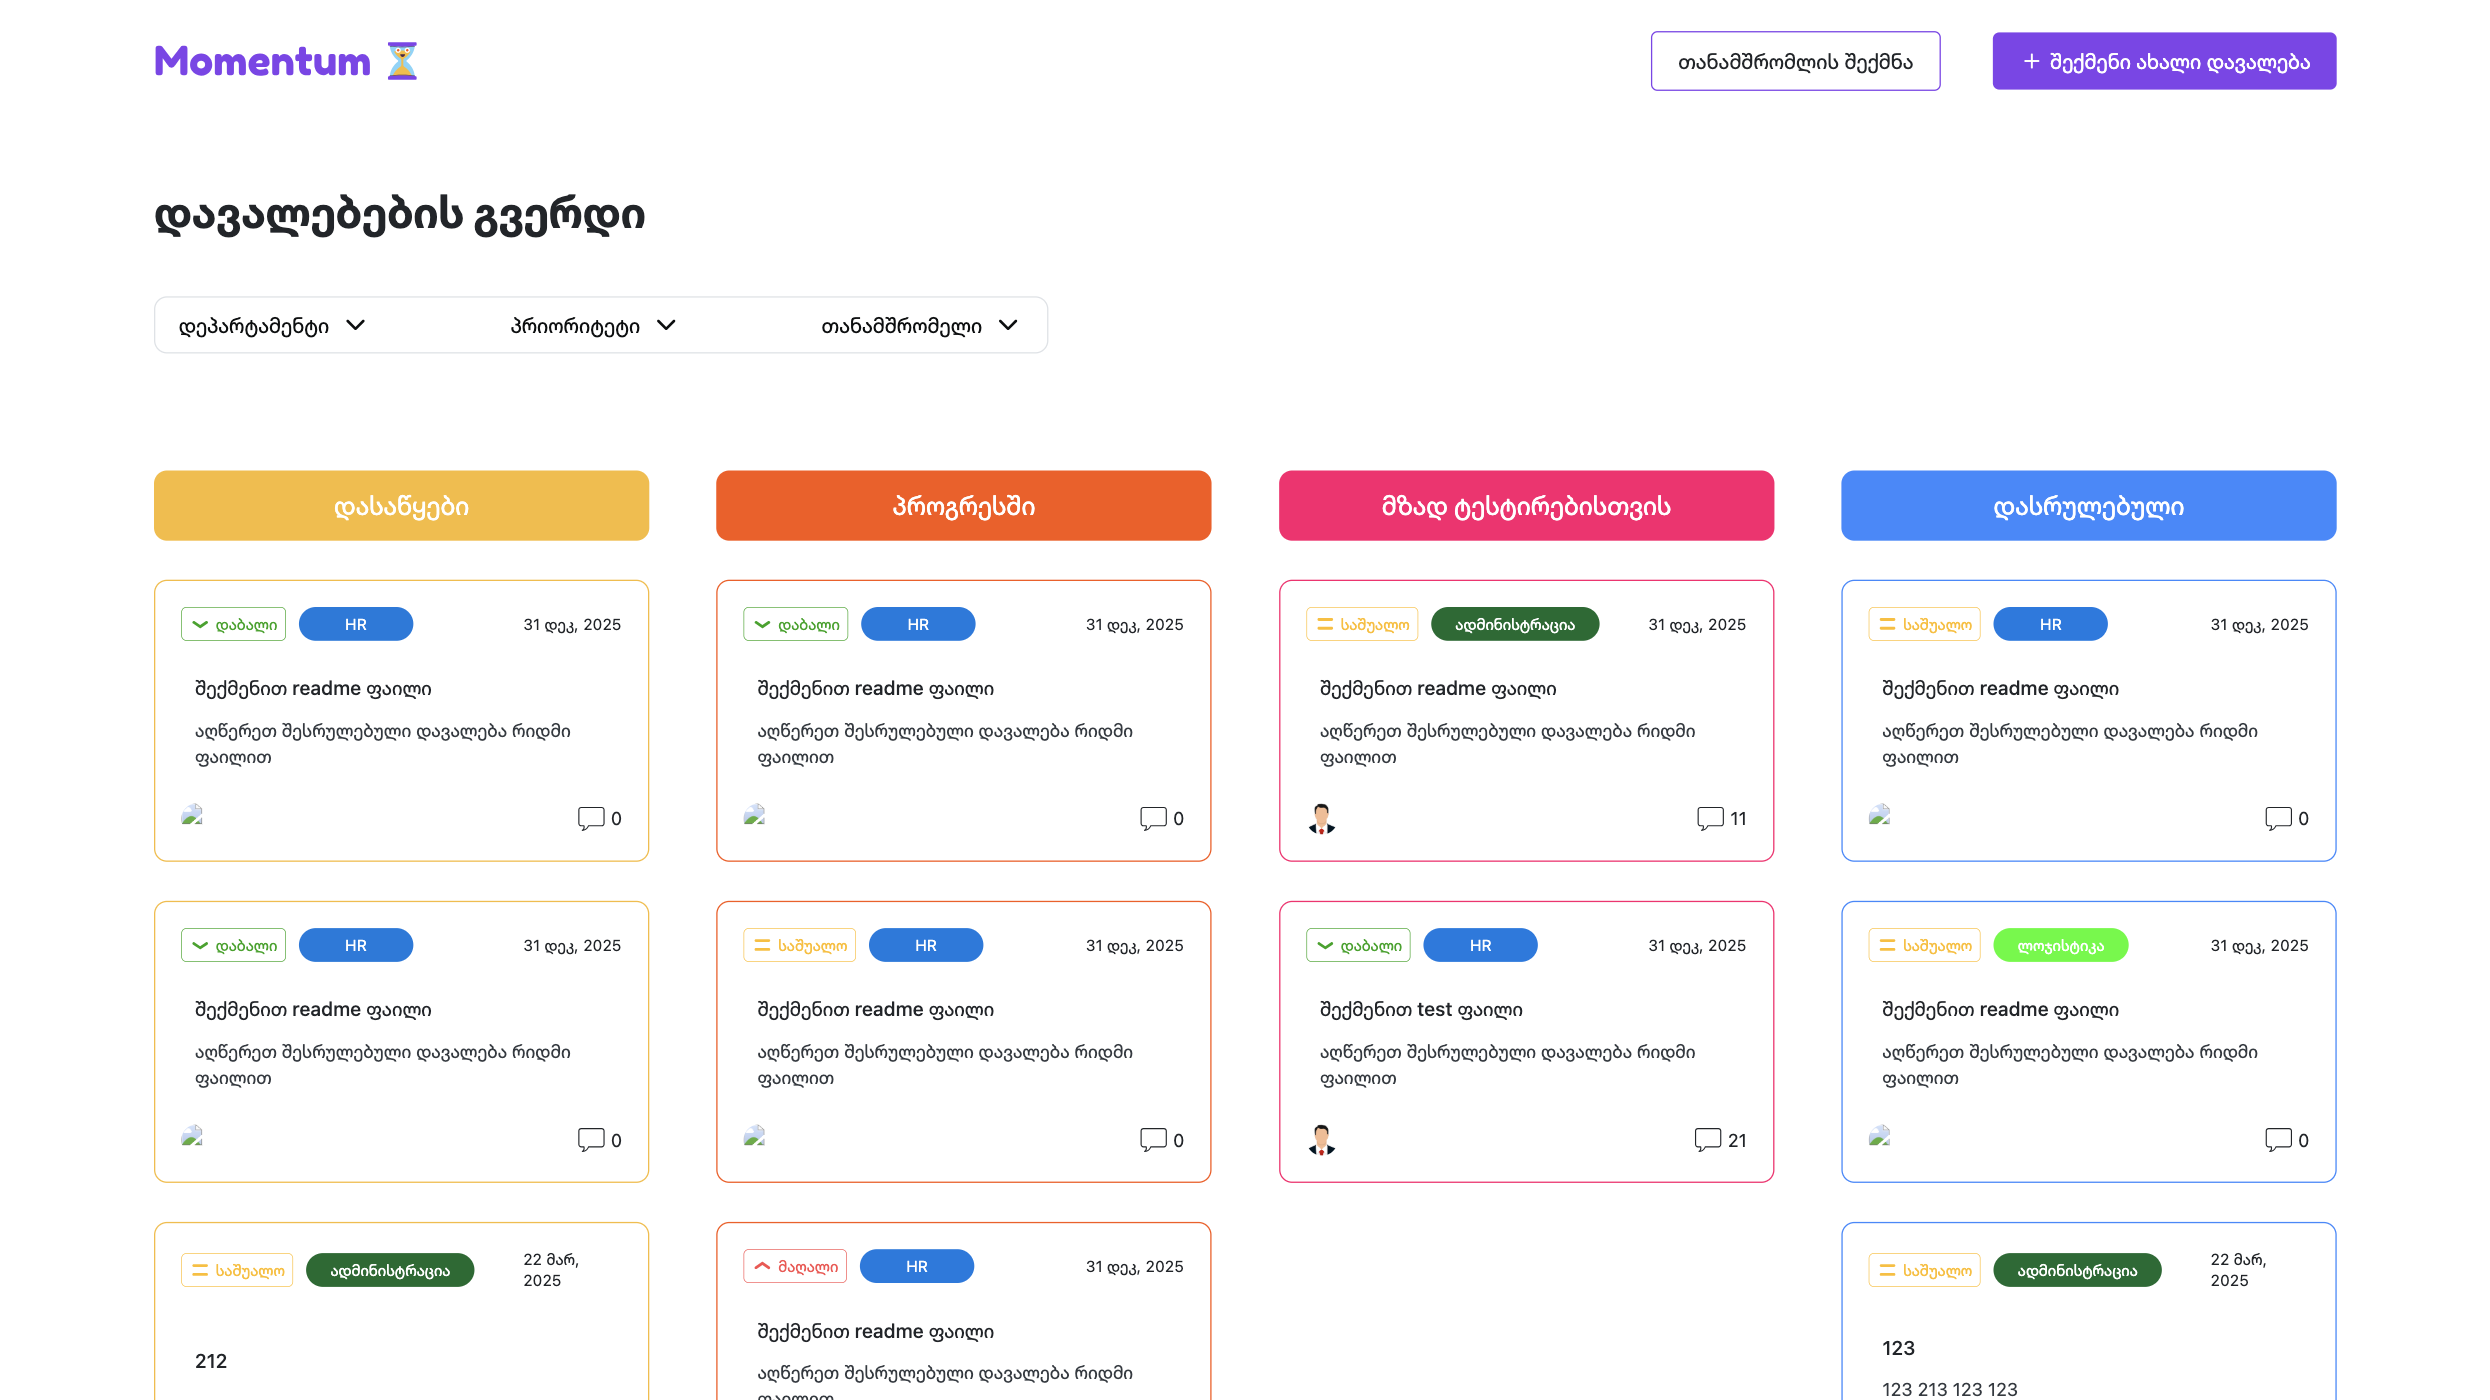 Momentum
თანამშრომლის შექმნა
შექმენი ახალი დავალება
დავალებების გვერდი
დეპარტამენტი
პრიორიტეტი
თანამშრომელი
დასაწყები
დაბალი HR 31 დეკ, 2025
შექმენით readme ფაილი
აღწერეთ შესრულებული დავალება რიდმი
ფაილით
0
დაბალი HR 31 დეკ, 2025
შექმენით readme ფაილი
აღწერეთ შესრულებული დავალება რიდმი
ფაილით
0
საშუალო ადმინისტრაცია 22 მარ,
2025
212
პროგრესში
დაბალი HR 31 დეკ, 2025
შექმენით readme ფაილი
აღწერეთ შესრულებული დავალება რიდმი
ფაილით
0
საშუალო HR 31 დეკ, 2025
შექმენით readme ფაილი
აღწერეთ შესრულებული დავალება რიდმი
ფაილით
0
მაღალი HR 31 დეკ, 2025
შექმენით readme ფაილი
აღწერეთ შესრულებული დავალება რიდმი
ფაილით
მზად ტესტირებისთვის
საშუალო ადმინისტრაცია 31 დეკ, 2025
შექმენით readme ფაილი
აღწერეთ შესრულებული დავალება რიდმი
ფაილით
11
დაბალი HR 31 დეკ, 2025
შექმენით test ფაილი
აღწერეთ შესრულებული დავალება რიდმი
ფაილით
21
დასრულებული
საშუალო HR 31 დეკ, 2025
შექმენით readme ფაილი
აღწერეთ შესრულებული დავალება რიდმი
ფაილით
0
საშუალო ლოჯისტიკა 31 დეკ, 2025
შექმენით readme ფაილი
აღწერეთ შესრულებული დავალება რიდმი
ფაილით
0
საშუალო ადმინისტრაცია 22 მარ,
2025
123
123 213 123 123